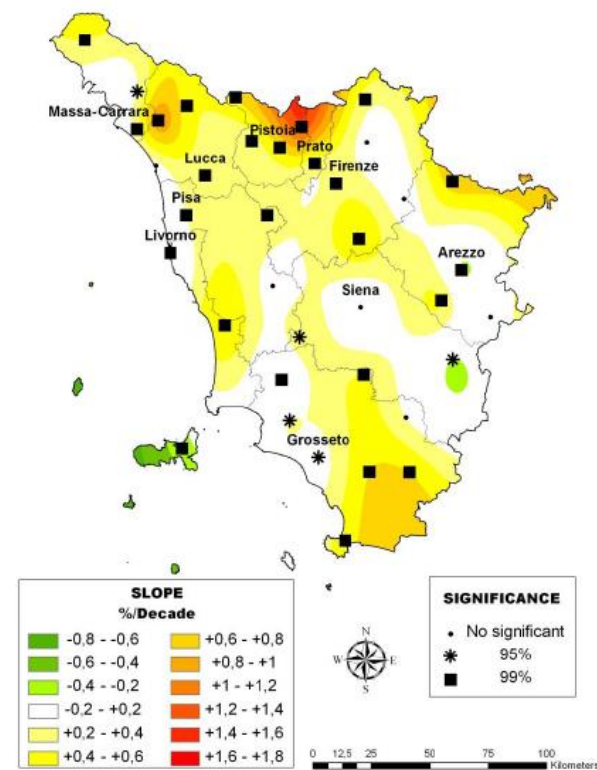 Massa-Carrara
Pistoia
Prato
Lucca
Firenze
Pisa
Livorno
Arezzo
Siena
Grosseto
SLOPE
%/Decade
-0,8 - -0,6
-0,6 - -0,4
-0,4 - -0,2
-0,2 - +0,2
+0,2 - +0,4
+0,4 - +0,6
+0,6 - +0,8
+0,8 - +1
+1 - +1,2
+1,2 - +1,4
+1,4 - +1,6
+1,6 - +1,8
N
W E
S
SIGNIFICANCE
No significant
95%
99%
0 12,5 25 50 75 100
Kilometers